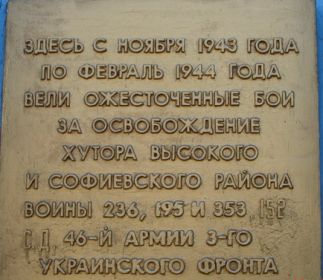 ЗДЕСЬ С НОЯБРЯ 1943 ГОДА
ПО ФЕВРАЛЬ 1944 ГОДА
ВЕЛИ ОЖЕСТОЧЕННЫЕ БОИ
ЗА ОСВОБОЖДЕНИЕ
ХУТОРА ВЫСОКОГО
И СОФИЕВСКОГО РАЙОНА
ВОИНЫ 236, 195 И 353, 152
С.Д. 46-Й АРМИИ 3-ГО
УКРАИНСКОГО ФРОНТА